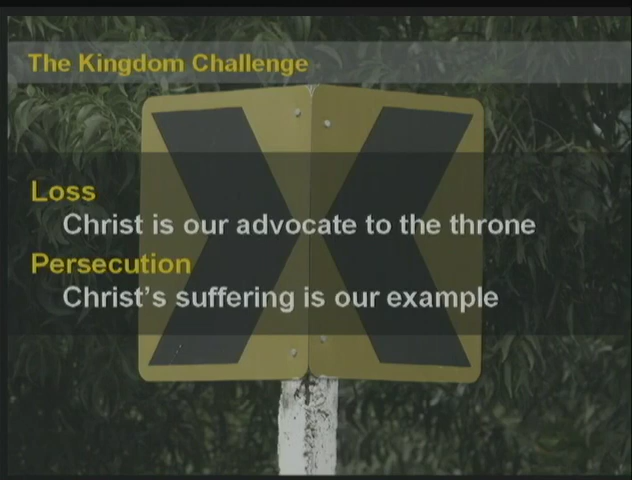 The Kingdom Challenge
Loss
Christ is our advocate to the throne
Persecution
Christ's suffering is our example